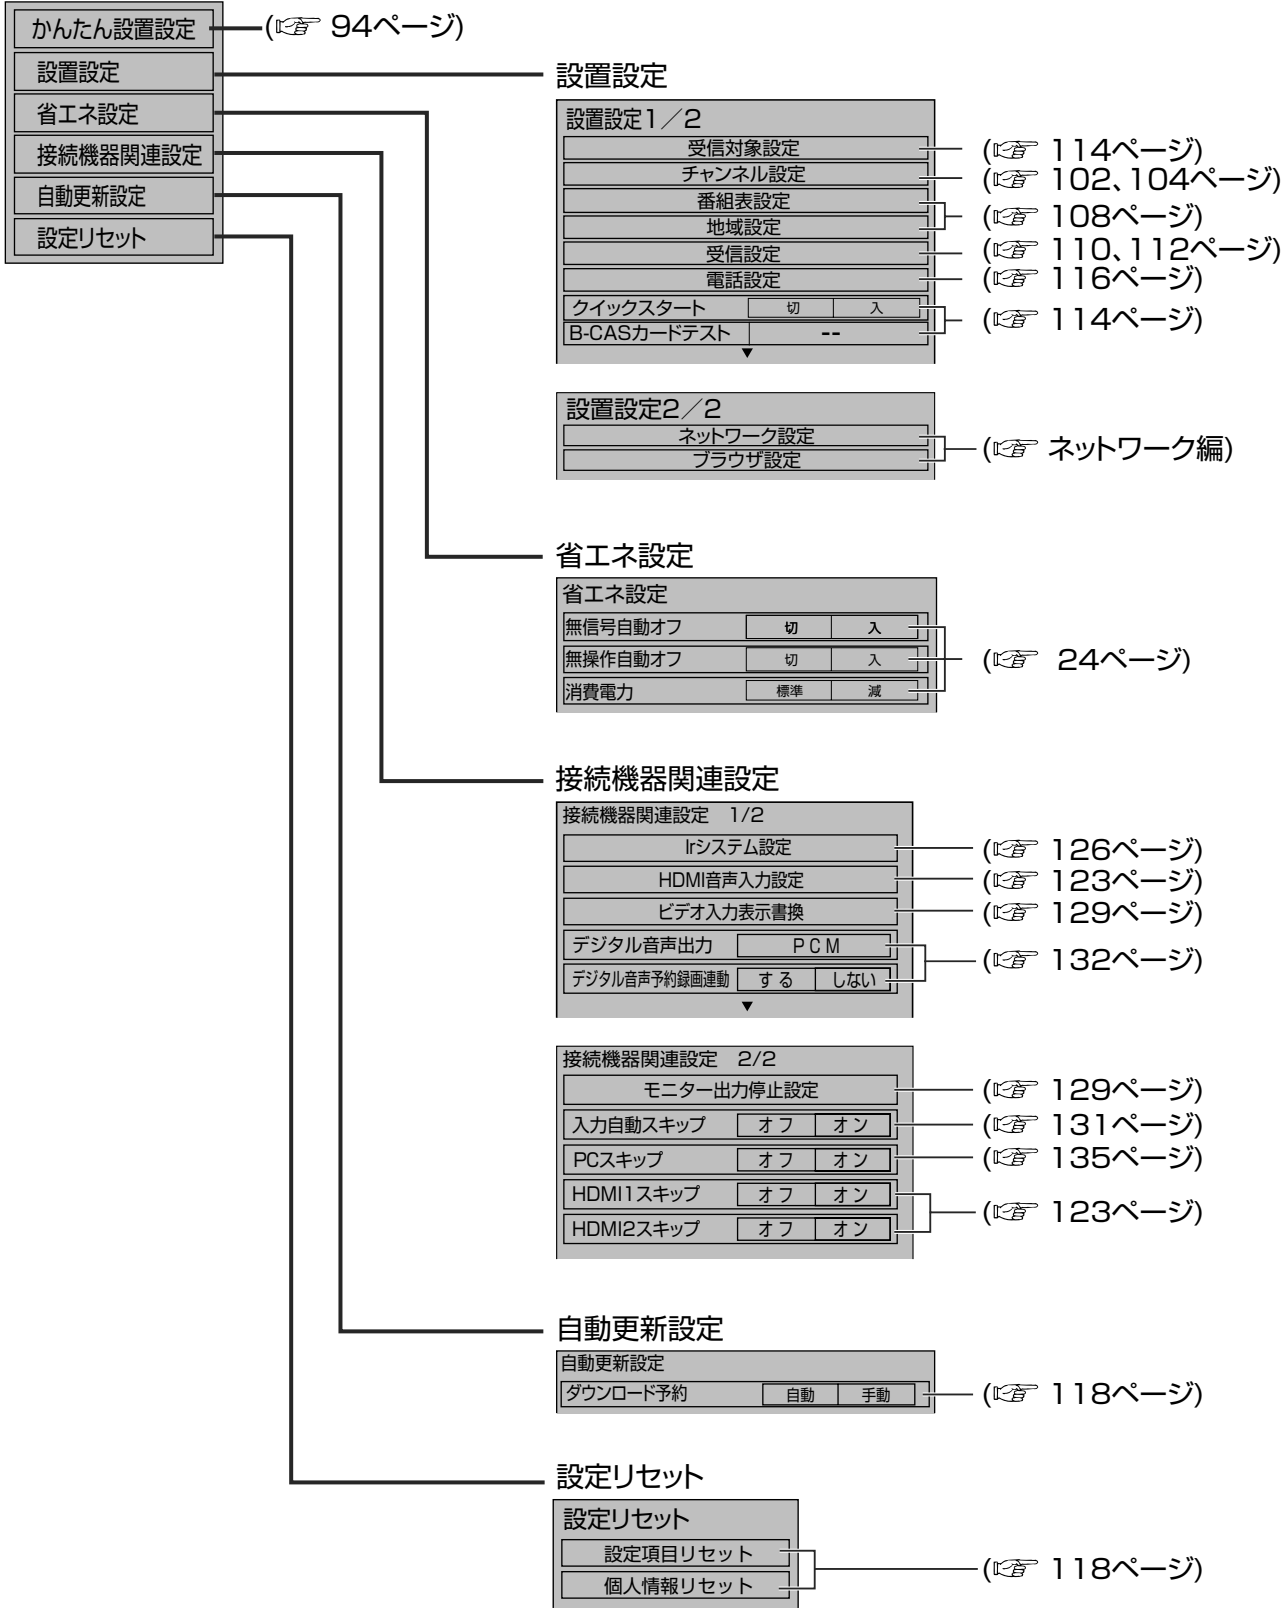 かんたん設置設定
(☞ 94ページ)
設置設定
省エネ設定
接続機器関連設定
自動更新設定
設定リセット
設置設定
設置設定1／2
受信対象設定
(☞ 114ページ)
チャンネル設定
(☞ 102、104ページ)
番組表設定
地域設定
(☞ 108ページ)
受信設定
(☞ 110、112ページ)
電話設定
(☞ 116ページ)
クイックスタート 切 入
B-CASカードテスト --
(☞ 114ページ)
▼
設置設定2／2
ネットワーク設定
ブラウザ設定
(☞ ネットワーク編)
省エネ設定
省エネ設定
無信号自動オフ 切 入
無操作自動オフ 切 入
消費電力 標準 減
(☞ 24ページ)
接続機器関連設定
接続機器関連設定 1/2
Irシステム設定
(☞ 126ページ)
HDMI音声入力設定
(☞ 123ページ)
ビデオ入力表示書換
(☞ 129ページ)
デジタル音声出力 PCM
デジタル音声予約録画連動 する しない
(☞ 132ページ)
▼
接続機器関連設定 2/2
モニター出力停止設定
(☞ 129ページ)
入力自動スキップ オフ オン
(☞ 131ページ)
PCスキップ オフ オン
(☞ 135ページ)
HDMI1スキップ オフ オン
HDMI2スキップ オフ オン
(☞ 123ページ)
自動更新設定
自動更新設定
ダウンロード予約 自動 手動
(☞ 118ページ)
設定リセット
設定リセット
設定項目リセット
個人情報リセット
(☞ 118ページ)